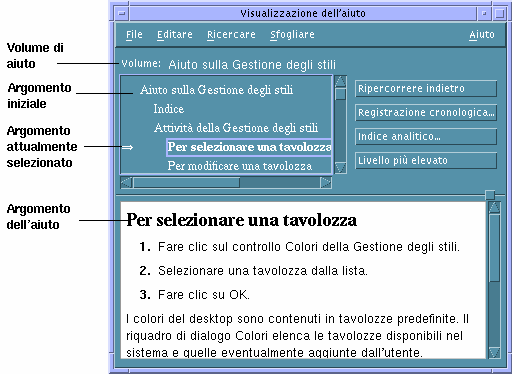 Visualizzazione dell'aiuto
File Editare Ricercare Sfogliare Aiuto
Volume di
aiuto
Volume: Aiuto sulla Gestione degli stili
Argomento
iniziale
Aiuto sulla Gestione degli stili
Indice
Attività della Gestione degli stili
Argomento
attualmente
selezionato
Per selezionare una tavolozza
Per modificare una tavolozza
Ripercorrere indietro
Registrazione cronologica...
Indice analitico...
Livello più elevato
Argomento
dell'aiuto
Per selezionare una tavolozza
1. Fare clic sul controllo Colori della Gestione degli stili.
2. Selezionare una tavolozza dalla lista.
3. Fare clic su OK.
I colori del desktop sono contenuti in tavolozze predefinite. Il
riquadro di dialogo Colori elenca le tavolozze disponibili nel
sistema e quelle eventualmente aggiunte dall'utente.